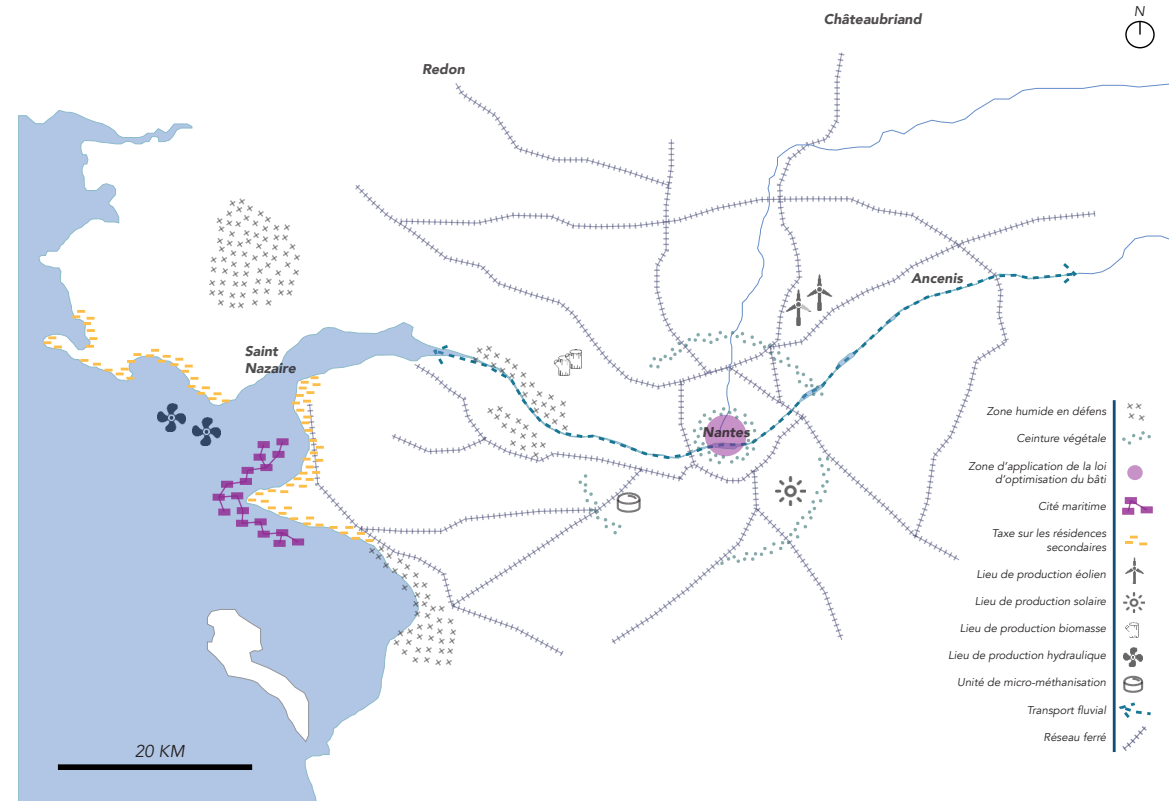 N
Châteaubriand
Redon
Ancenis
Saint
Nazaire
Nantes
Zone humide en défens
Ceinture végétale
Zone d'application de la loi
d'optimisation du bâti
Cité maritime
Taxe sur les résidences
secondaires
Lieu de production éolien
Lieu de production solaire
Lieu de production biomasse
Lieu de production hydraulique
Unité de micro-méthanisation
Transport fluvial
Réseau ferré
20 KM